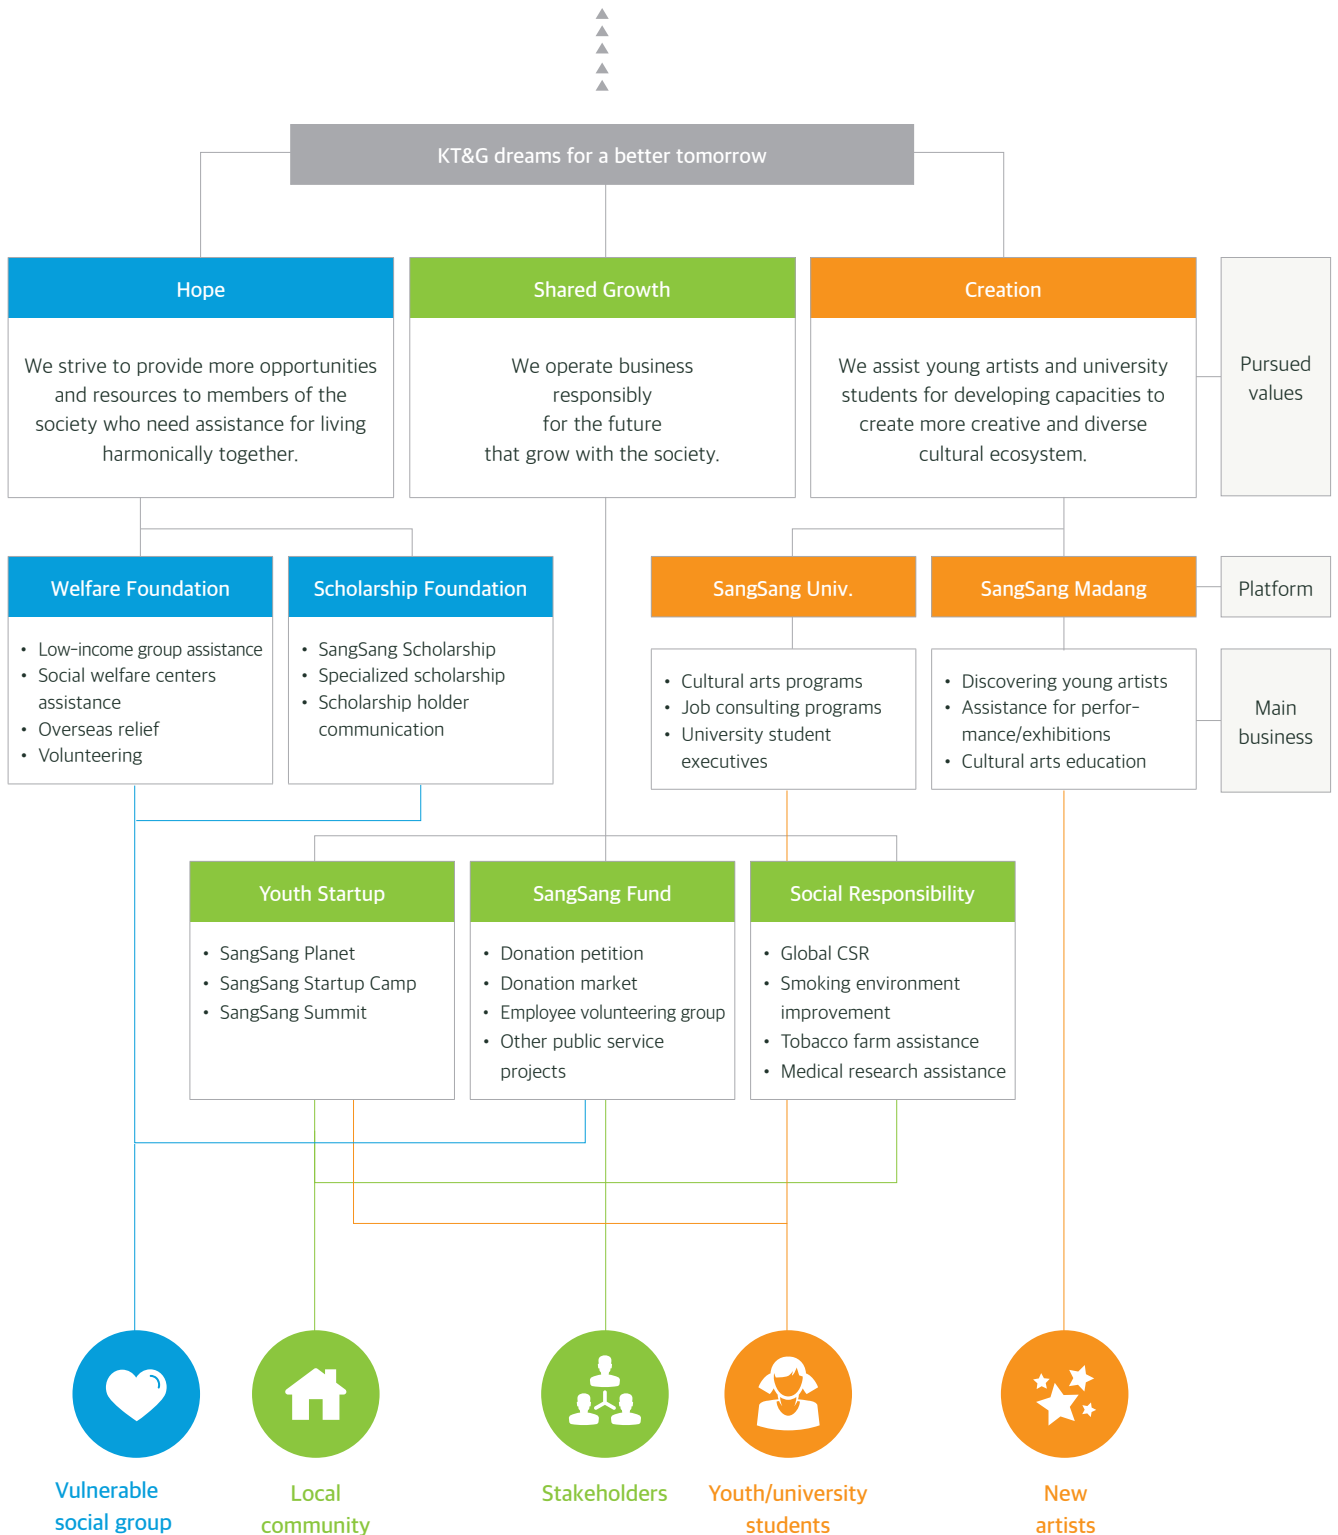 KT&G dreams for a better tomorrow
Hope
We strive to provide more opportunities
and resources to members of the
society who need assistance for living
harmonically together.
Shared Growth
We operate business
responsibly
for the future
that grow with the society.
Creation
We assist young artists and university
students for developing capacities to
create more creative and diverse
cultural ecosystem.
Pursued
values
Welfare Foundation
• Low-income group assistance
• Social welfare centers
assistance
• Overseas relief
• Volunteering
Scholarship Foundation
• SangSang Scholarship
• Specialized scholarship
• Scholarship holder
communication
SangSang Univ.
• Cultural arts programs
• Job consulting programs
• University student
executives
SangSang Madang
• Discovering young artists
• Assistance for perfor-
mance/exhibitions
• Cultural arts education
Platform
Main
business
Youth Startup
• SangSang Planet
• SangSang Startup Camp
• SangSang Summit
SangSang Fund
• Donation petition
• Donation market
• Employee volunteering group
• Other public service
projects
Social Responsibility
• Global CSR
• Smoking environment
improvement
• Tobacco farm assistance
• Medical research assistance
Vulnerable
social group
Local
community
Stakeholders
Youth/university
students
New
artists